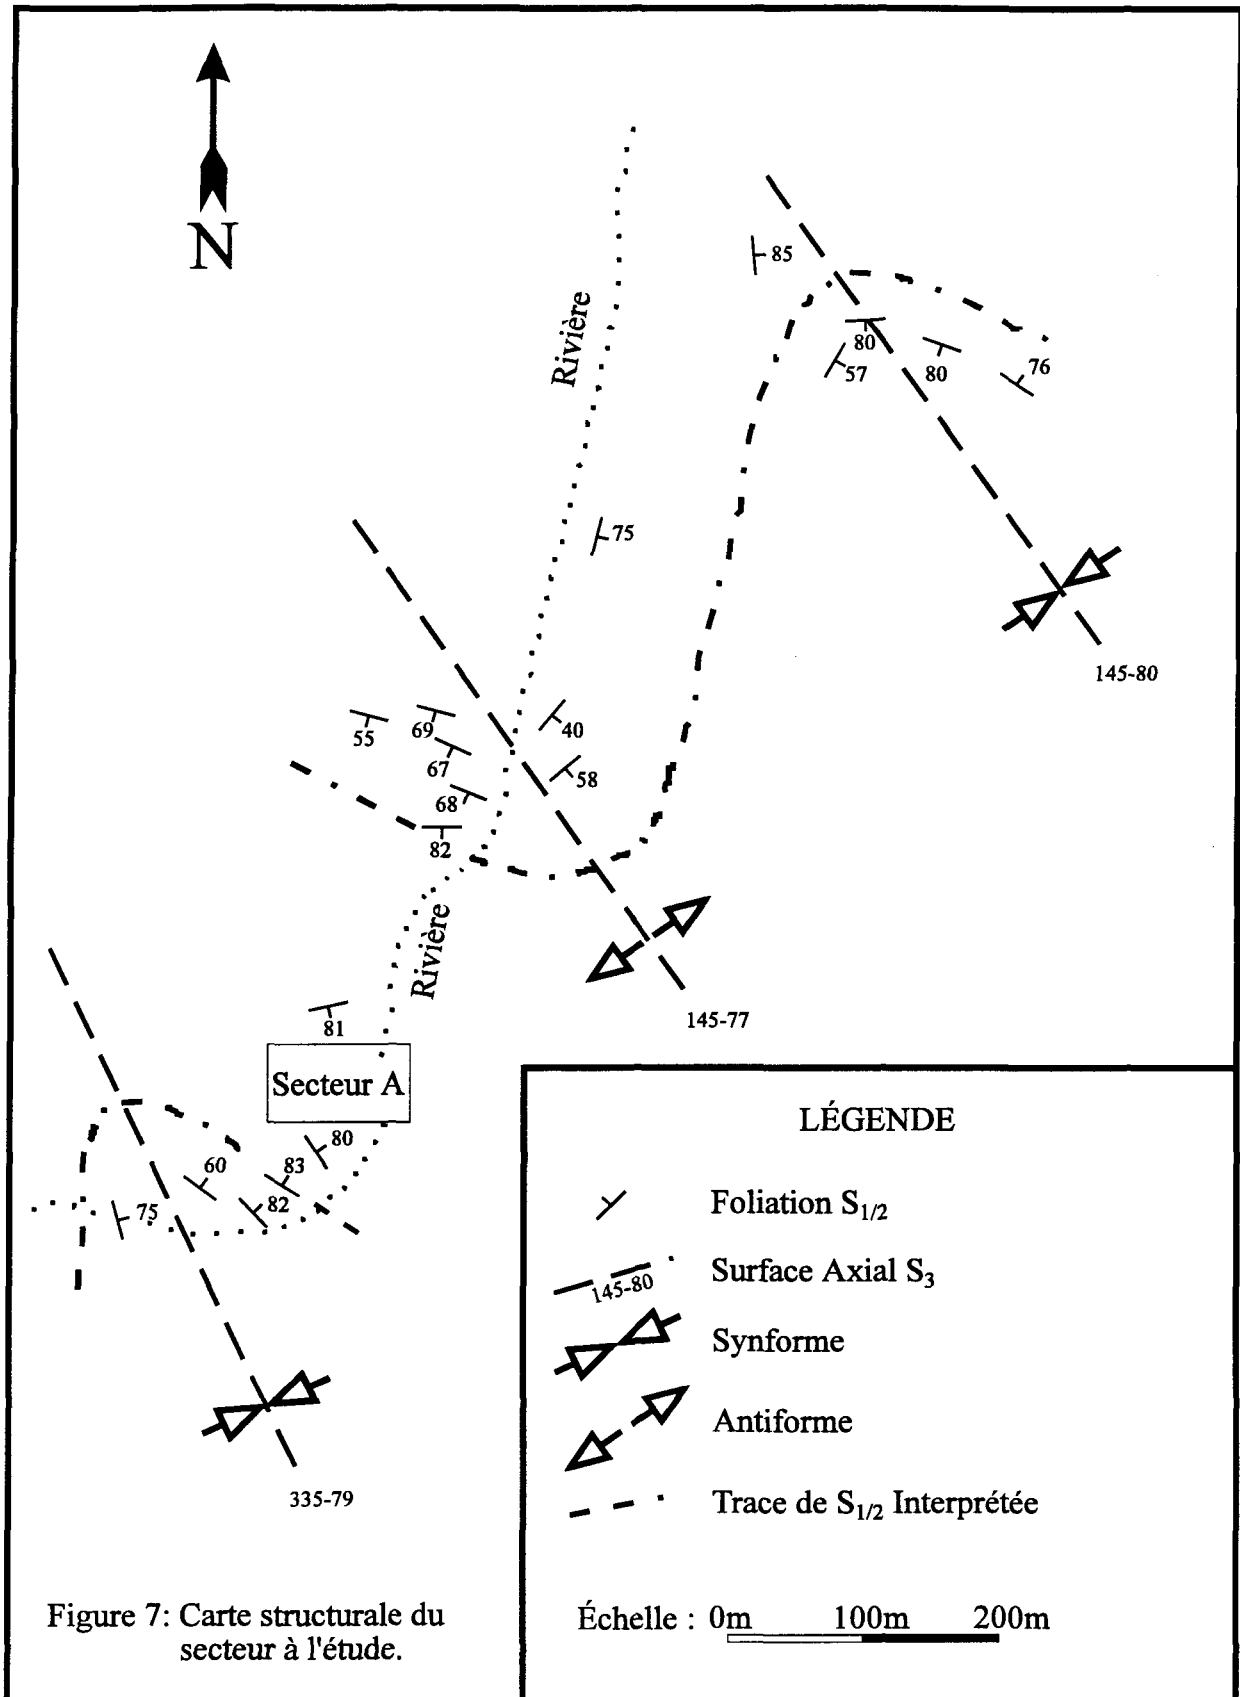 N
Rivière
85
80
57
80
76
75
145-80
55
69
67
68
82
40
58
Rivière
145-77
81
Secteur A
80
60
83
82
75
335-79
LÉGENDE
Foliation S1/2
145-80
Surface Axial S3
Synforme
Antiforme
Trace de S1/2 Interprétée
Échelle : 0m 100m 200m
Figure 7: Carte structurale du
secteur à l'étude.